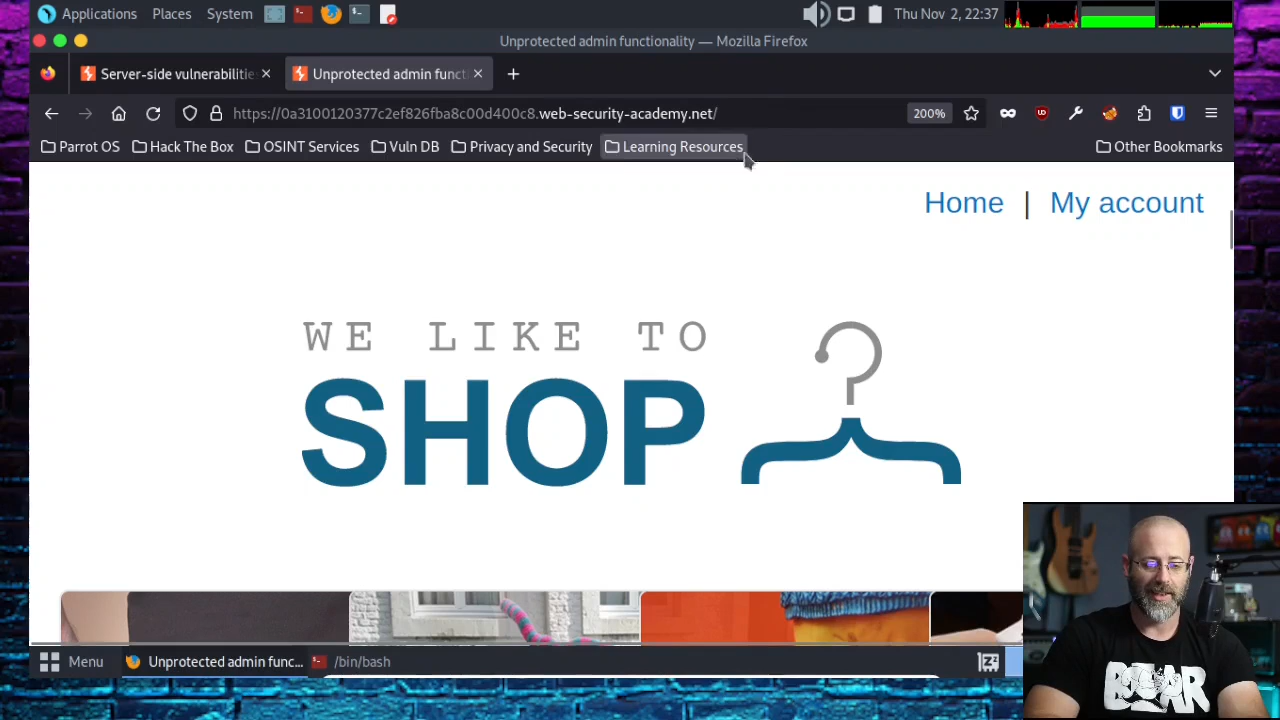 Applications Places System Thu Nov 2, 22:37
Unprotected admin functionality — Mozilla Firefox
Server-side vulnerabilities Unprotected admin funct
https://0a3100120377c2ef826fba8c00d400c8.web-security-academy.net/ 200%
Parrot OS Hack The Box OSINT Services Vuln DB Privacy and Security Learning Resources Other Bookmarks
Home | My account
WE LIKE TO
SHOP
Menu Unprotected admin func... /bin/bash